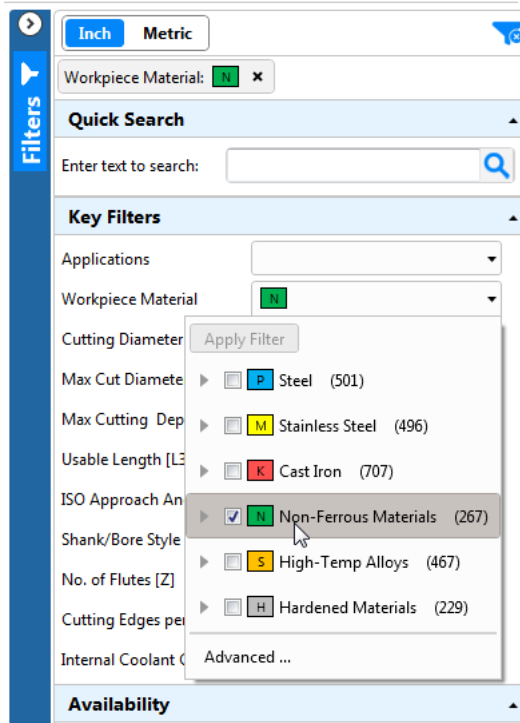 Inch Metric
Filters
Workpiece Material: N ×
Quick Search
Enter text to search:
Key Filters
Applications
Workpiece Material N
Cutting Diameter
Apply Filter
Max Cut Diamete
P Steel (501)
Max Cutting Dep
M Stainless Steel (496)
Usable Length [L3
K Cast Iron (707)
ISO Approach An
N Non-Ferrous Materials (267)
Shank/Bore Style
S High-Temp Alloys (467)
No. of Flutes [Z]
H Hardened Materials (229)
Cutting Edges per
Internal Coolant
Advanced ...
Availability